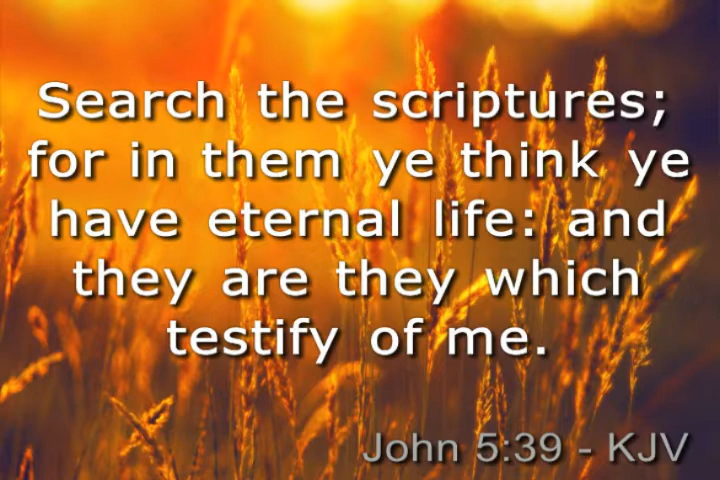 Search the scriptures;
for in them ye think ye
have eternal life: and
they are they which
testify of me.
John 5:39 - KJV